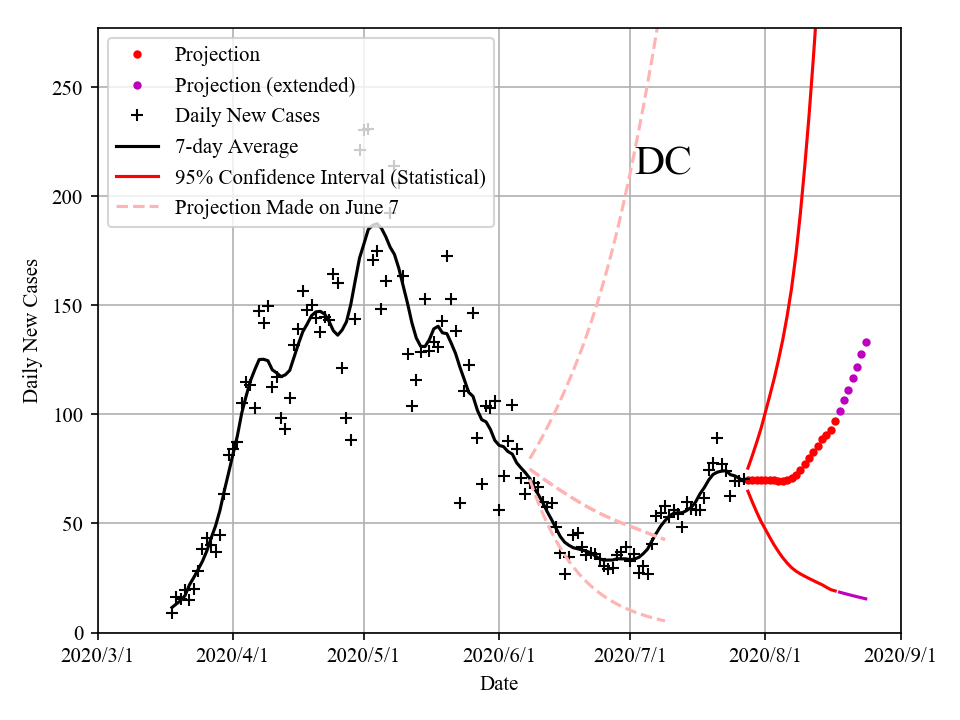 Projection
Projection (extended)
Daily New Cases
7-day Average
95% Confidence Interval (Statistical)
Projection Made on June 7
DC
250
200
150
100
50
0
Daily New Cases
2020/3/1 2020/4/1 2020/5/1 2020/6/1 2020/7/1 2020/8/1 2020/9/1
Date